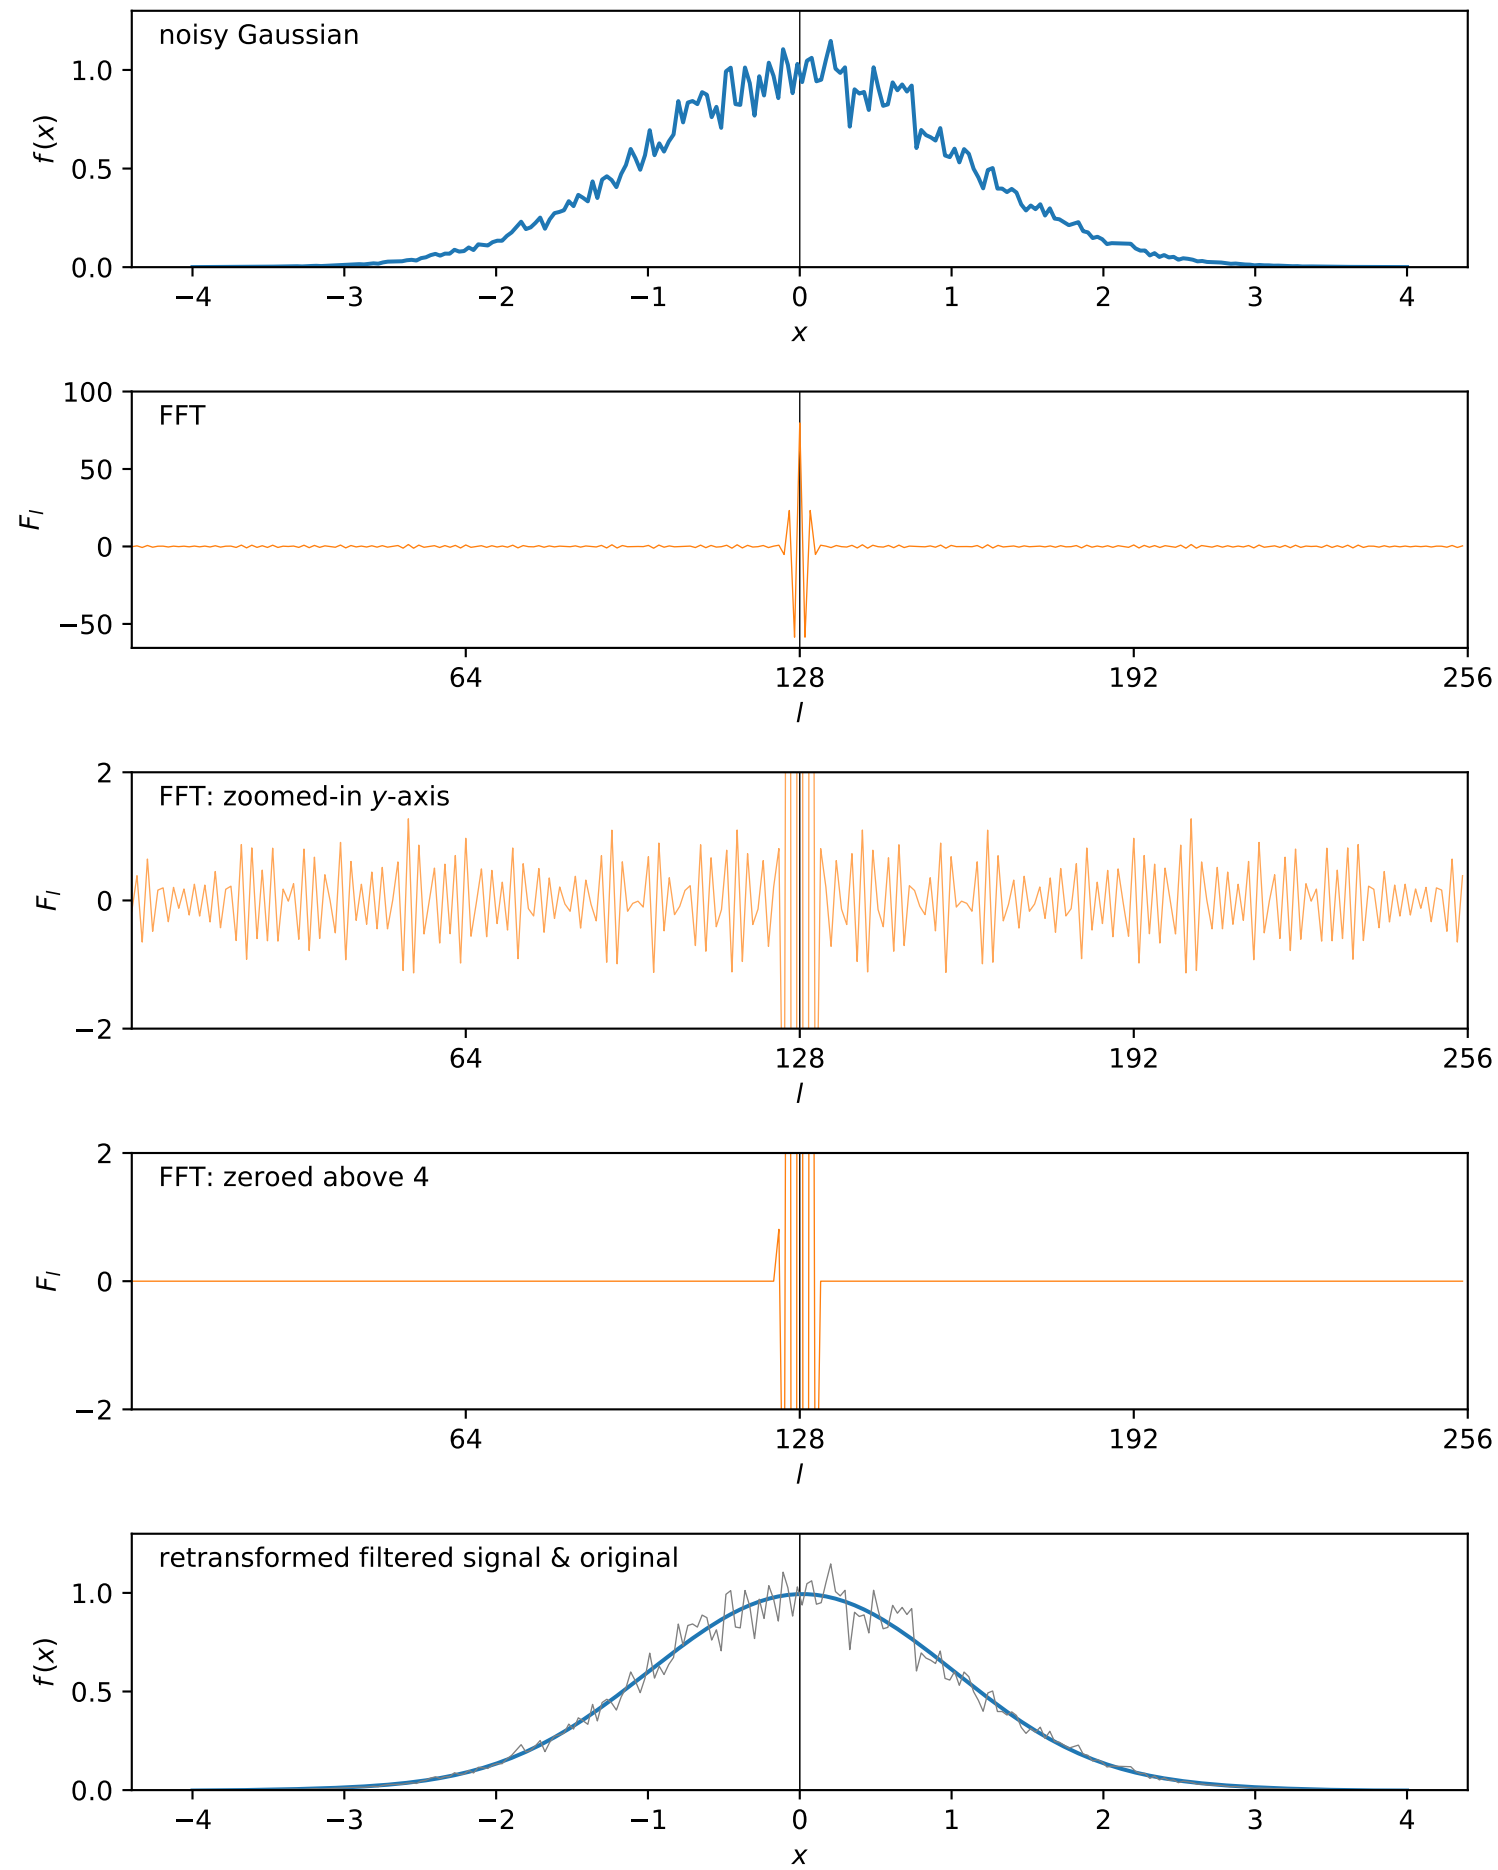 noisy Gaussian
1.0
0.5
0.0
f(x)
−4 −3 −2 −1 0 1 2 3 4
x
FFT
100
50
0
−50
F_l
64 128 192 256
l
FFT: zoomed-in y-axis
2
0
−2
F_l
64 128 192 256
l
FFT: zeroed above 4
2
0
−2
F_l
64 128 192 256
l
retransformed filtered signal & original
1.0
0.5
0.0
f(x)
−4 −3 −2 −1 0 1 2 3 4
x